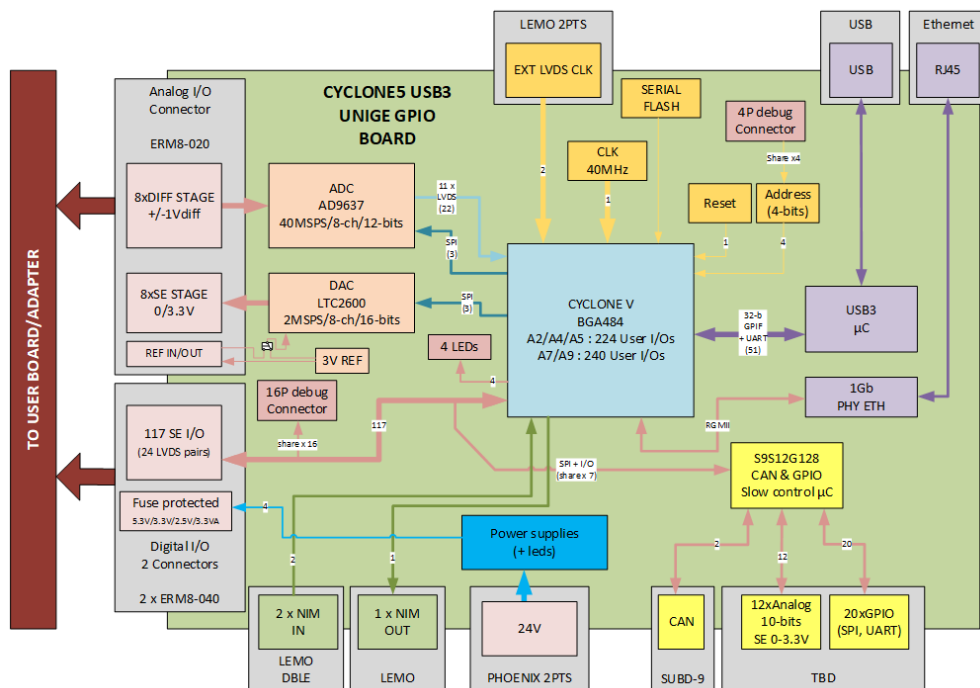 LEMO 2PTS
EXT LVDS CLK
USB
USB
Ethernet
RJ45
TO USER BOARD/ADAPTER
CYCLONE5 USB3
UNIGE GPIO
BOARD
SERIAL
FLASH
4P debug
Connector
Share x4
CLK
40MHz
2
1
Reset
1
Address
(4-bits)
4
Analog I/O
Connector
ERM8-020
8xDIFF STAGE
+/-1Vdiff
ADC
AD9637
40MSPS/8-ch/12-bits
11 x
LVDS
(22)
SPI
(3)
8xSE STAGE
0/3.3V
DAC
LTC2600
2MSPS/8-ch/16-bits
SPI
(3)
REF IN/OUT
3V REF
CYCLONE V
BGA484
A2/A4/A5 : 224 User I/Os
A7/A9 : 240 User I/Os
32-b
GPIF
+ UART
(51)
USB3
µC
4 LEDs
4
16P debug
Connector
share x 16
117
1Gb
PHY ETH
RGMII
117 SE I/O
(24 LVDS pairs)
Fuse protected
5.3V/3.3V/2.5V/3.3VA
4
Digital I/O
2 Connectors
2 x ERM8-040
SPI + I/O
(share x 7)
S9S12G128
CAN & GPIO
Slow control µC
Power supplies
(+ leds)
2
1
2
12
20
2 x NIM
IN
LEMO
DBLE
1 x NIM
OUT
LEMO
24V
PHOENIX 2PTS
CAN
SUBD-9
12xAnalog
10-bits
SE 0-3.3V
20xGPIO
(SPI, UART)
TBD